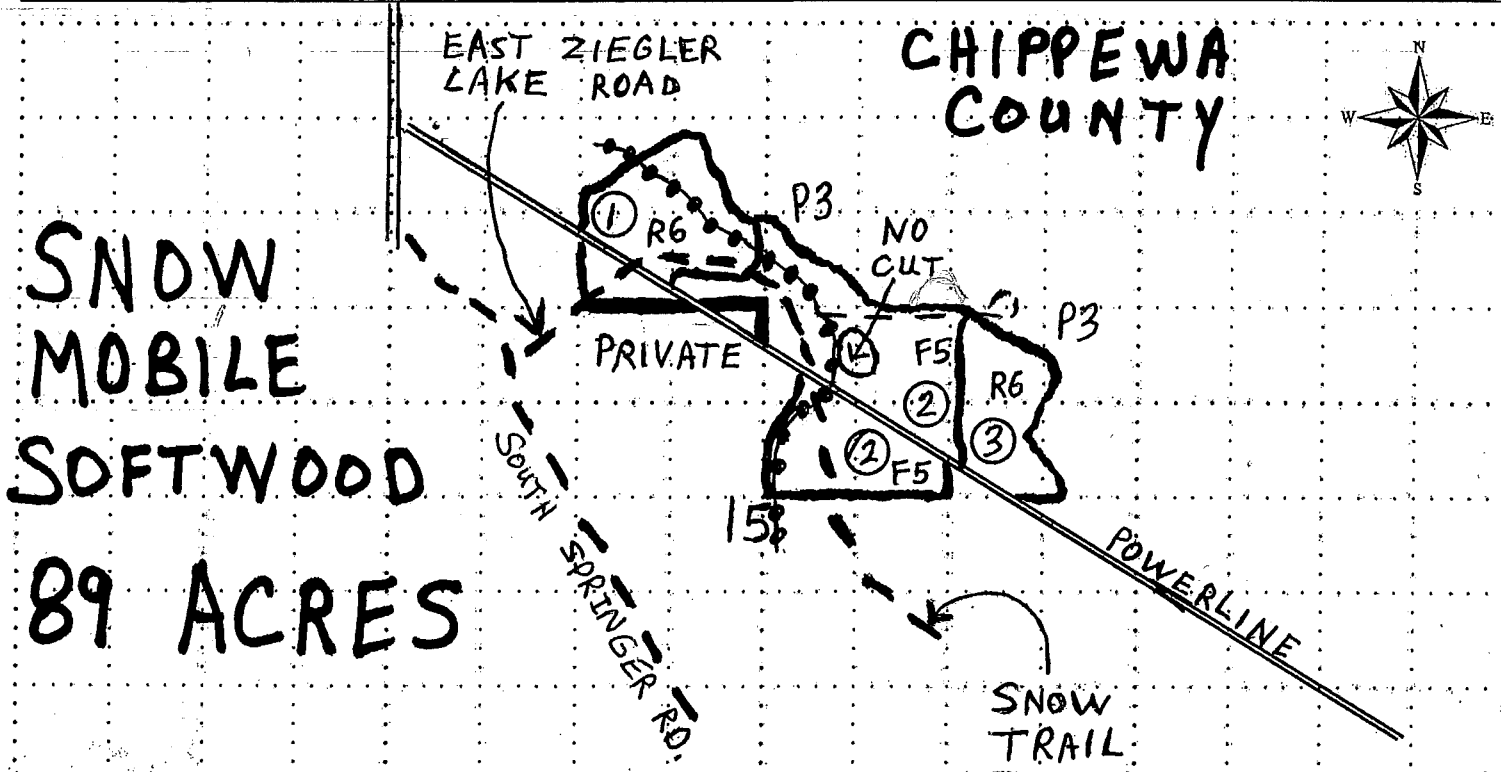 EAST ZIEGLER
LAKE ROAD
CHIPPEWA
COUNTY
N
W
E
S
SNOW
MOBILE
SOFTWOOD
89 ACRES
1
R6
P3
NO
CUT
PRIVATE
F5
2
P3
R6
3
2
F5
15
SOUTH SPRINGER RD.
POWERLINE
SNOW
TRAIL